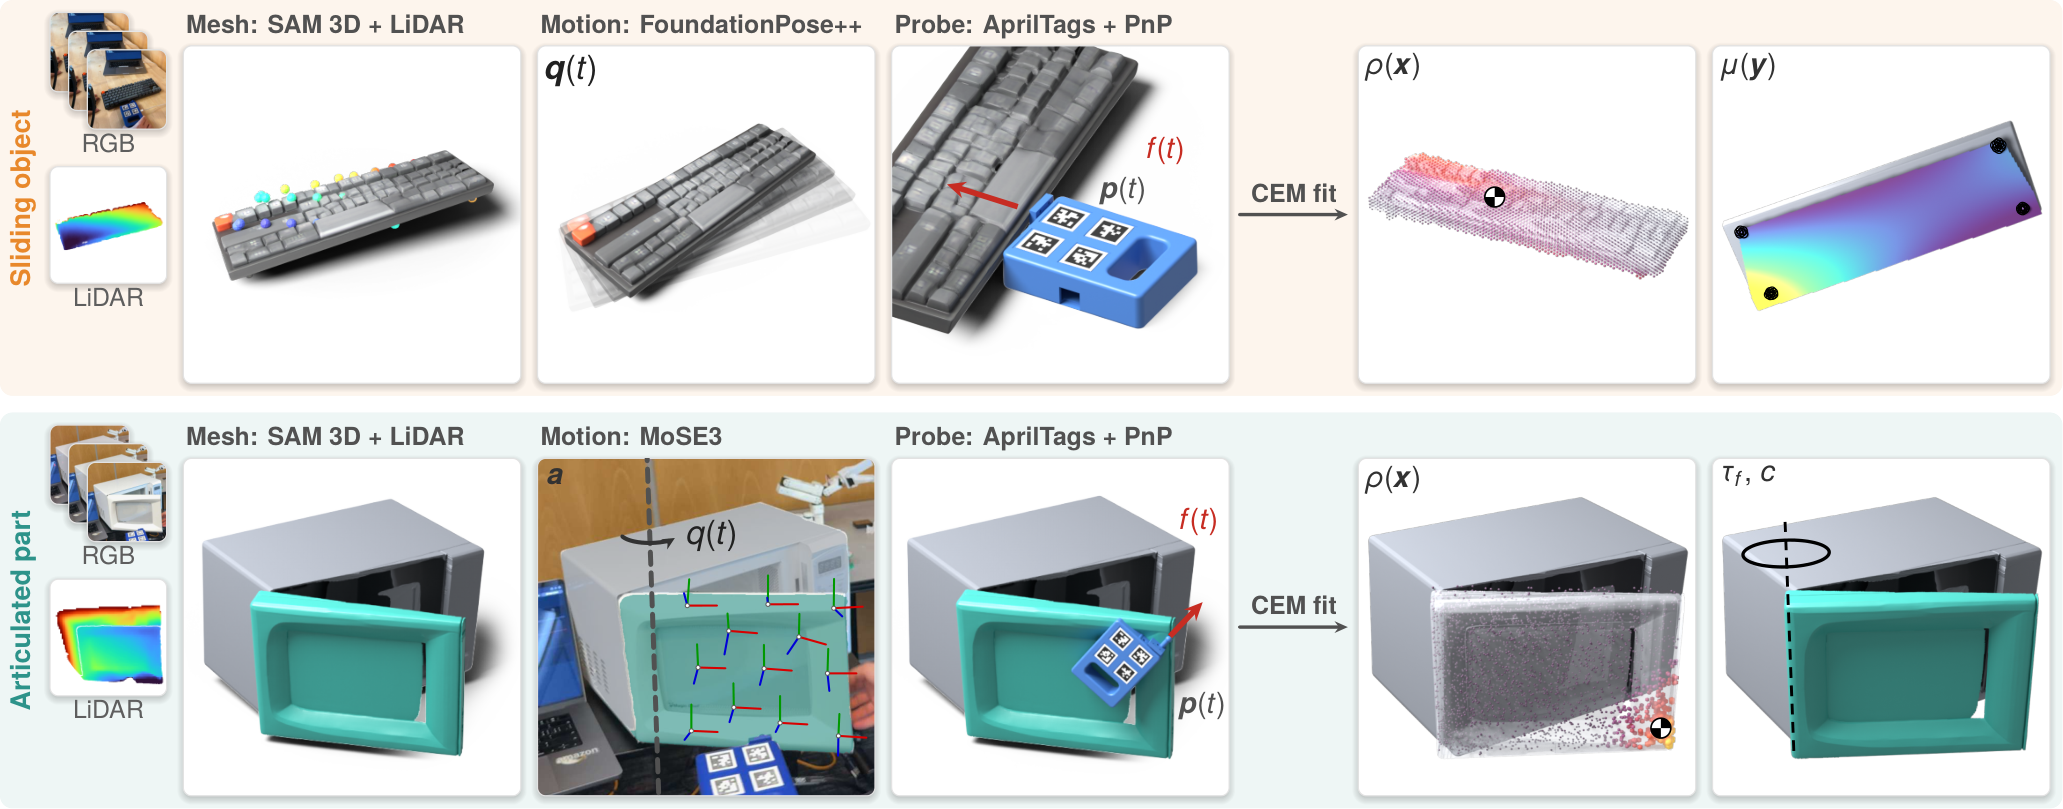 Sliding object
RGB
LiDAR
Mesh: SAM 3D + LiDAR
Motion: FoundationPose++
q(t)
Probe: AprilTags + PnP
f(t)
p(t)
CEM fit
ρ(x)
μ(y)
Articulated part
RGB
LiDAR
Mesh: SAM 3D + LiDAR
Motion: MoSE3
a
q(t)
amazon
Probe: AprilTags + PnP
f(t)
p(t)
CEM fit
ρ(x)
τf, c